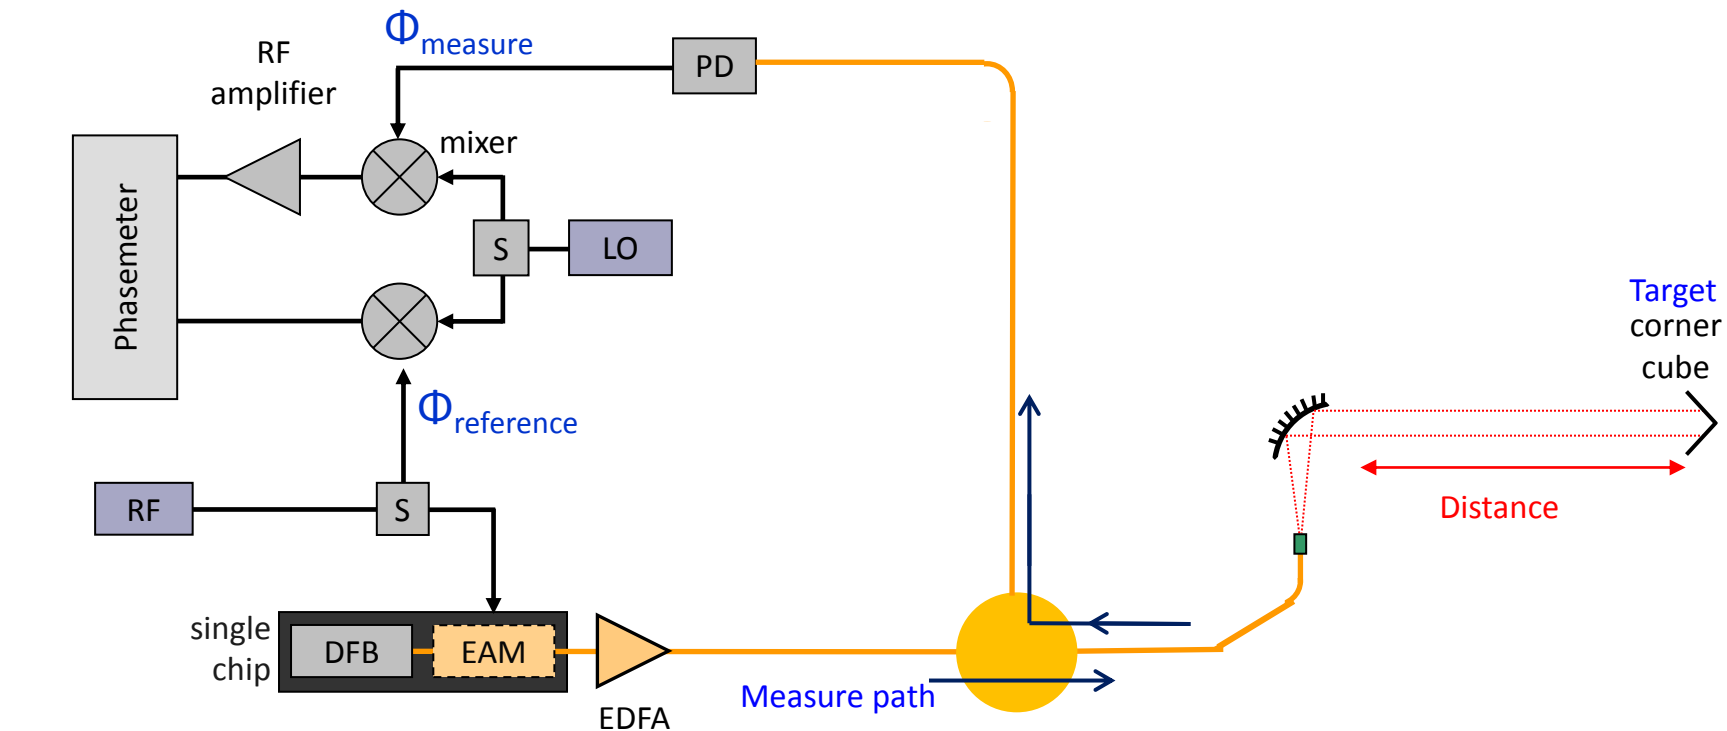 Φmeasure
PD
RF
amplifier
mixer
Phasemeter
S
LO
Target
corner
cube
Φreference
RF
S
Distance
single
chip
DFB
EAM
Measure path
EDFA